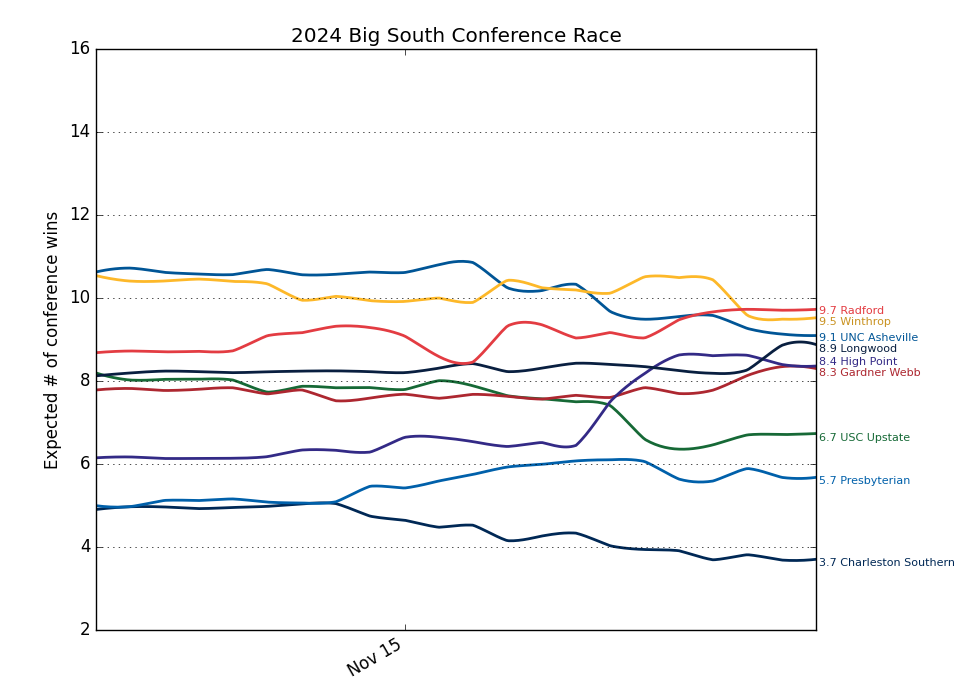 2024 Big South Conference Race
Expected # of conference wins
16
14
12
10
8
6
4
2
Nov 15
9.7 Radford
9.5 Winthrop
9.1 UNC Asheville
8.9 Longwood
8.4 High Point
8.3 Gardner Webb
6.7 USC Upstate
5.7 Presbyterian
3.7 Charleston Southern